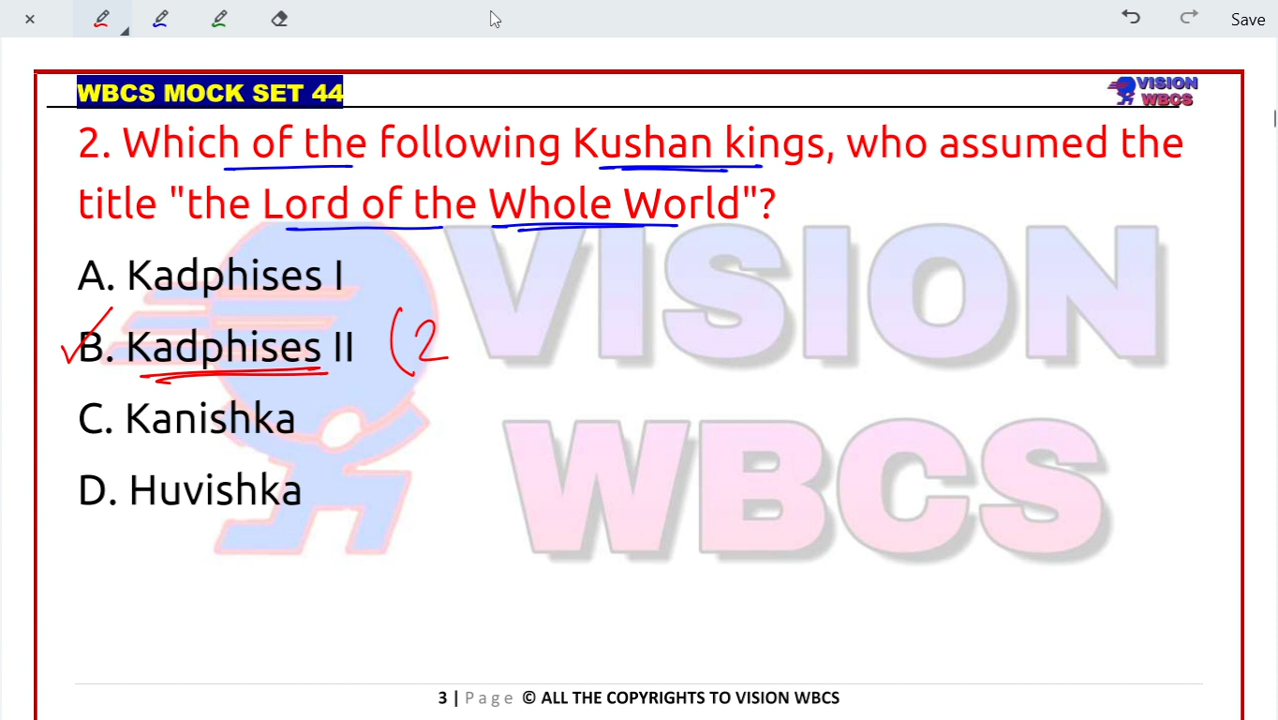 Save
WBCS MOCK SET 44
VISION
WBCS
2. Which of the following Kushan kings, who assumed the
title "the Lord of the Whole World"?
A. Kadphises I
B. Kadphises II (2
C. Kanishka
D. Huvishka
VISION
WBCS
3 | Page © ALL THE COPYRIGHTS TO VISION WBCS